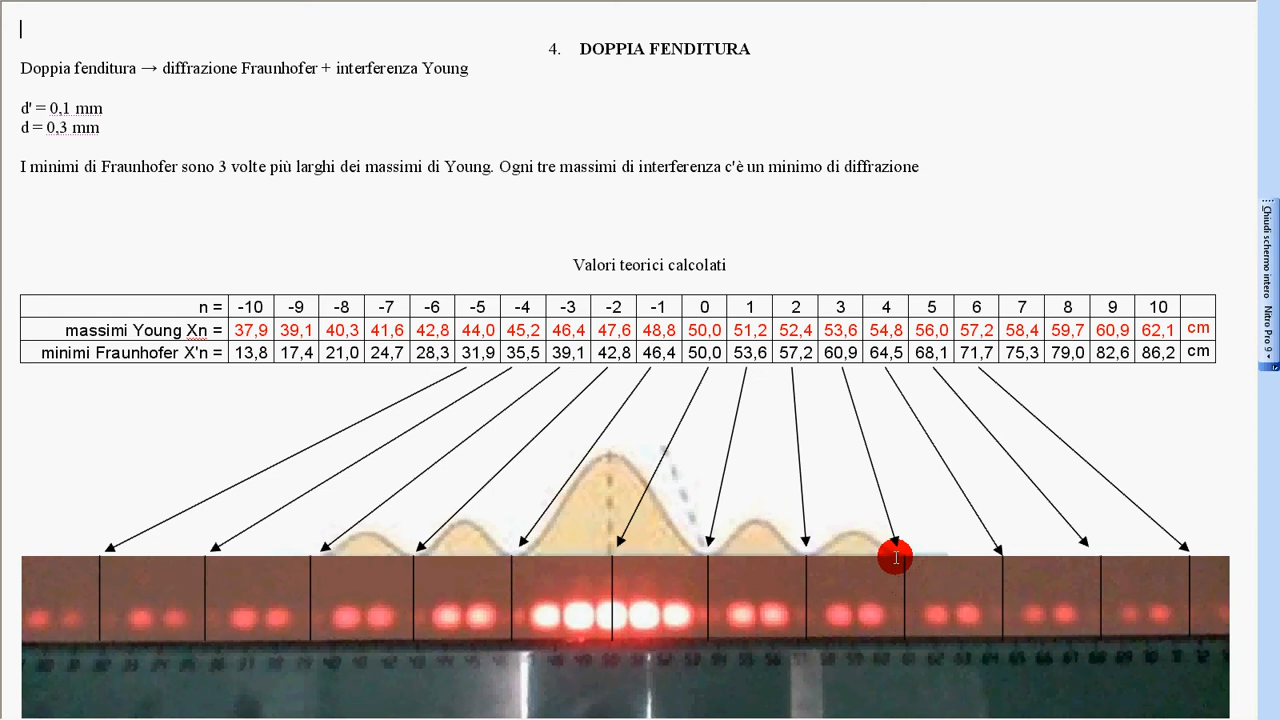 4. DOPPIA FENDITURA
Doppia fenditura → diffrazione Fraunhofer + interferenza Young
d' = 0,1 mm
d = 0,3 mm
I minimi di Fraunhofer sono 3 volte più larghi dei massimi di Young. Ogni tre massimi di interferenza c'è un minimo di diffrazione
Valori teorici calcolati
n = -10 -9 -8 -7 -6 -5 -4 -3 -2 -1 0 1 2 3 4 5 6 7 8 9 10
massimi Young Xn = 37,9 39,1 40,3 41,6 42,8 44,0 45,2 46,4 47,6 48,8 50,0 51,2 52,4 53,6 54,8 56,0 57,2 58,4 59,7 60,9 62,1 cm
minimi Fraunhofer X'n = 13,8 17,4 21,0 24,7 28,3 31,9 35,5 39,1 42,8 46,4 50,0 53,6 57,2 60,9 64,5 68,1 71,7 75,3 79,0 82,6 86,2 cm
Chiudi schermo intero
Nitro Pro 9